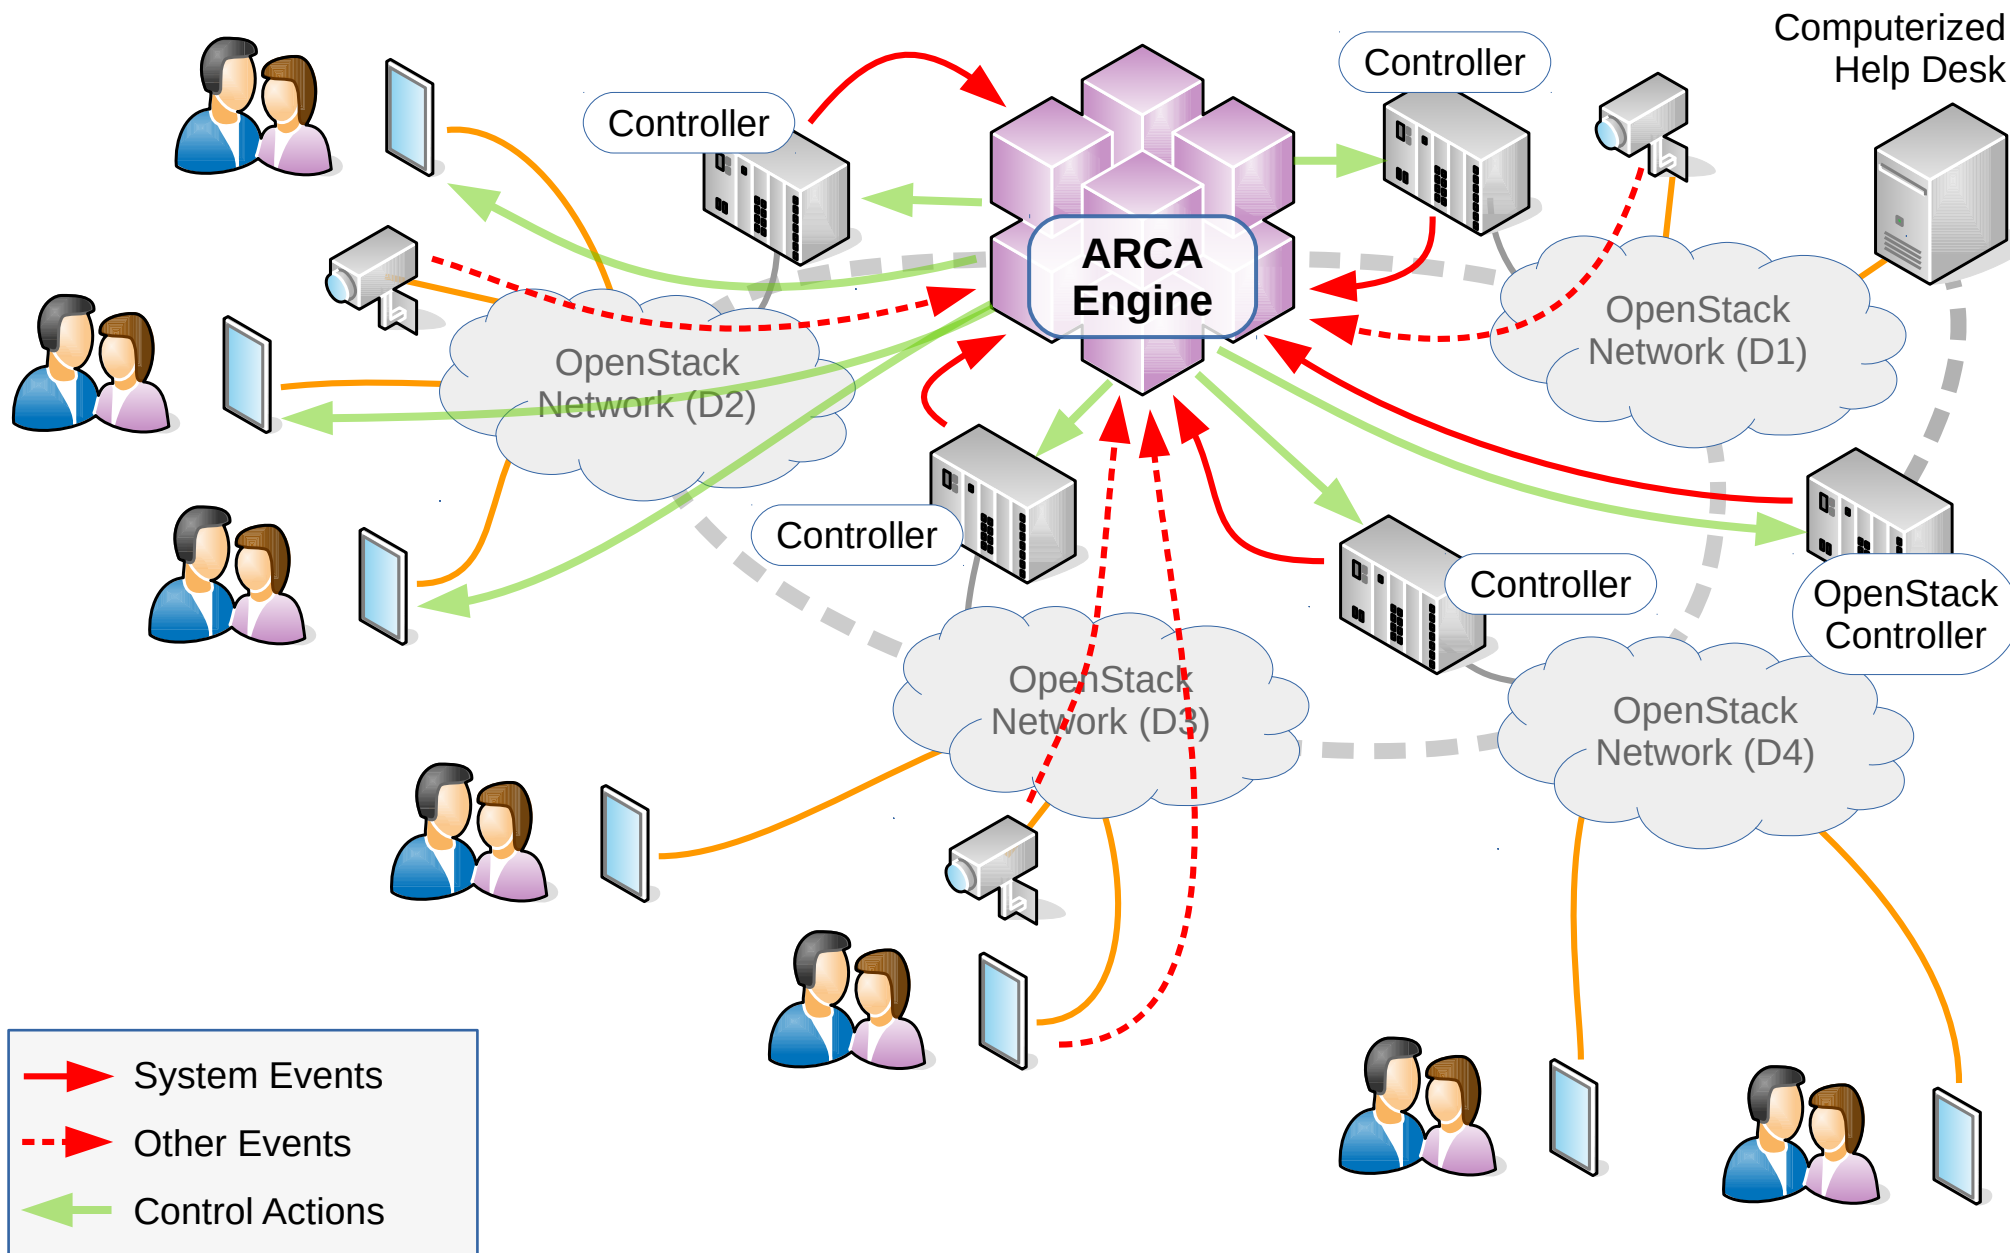 Computerized
Help Desk
Controller
Controller
ARCA
Engine
OpenStack
Network (D1)
OpenStack
Network (D2)
Controller
Controller
OpenStack
Controller
OpenStack
Network (D3)
OpenStack
Network (D4)
System Events
Other Events
Control Actions